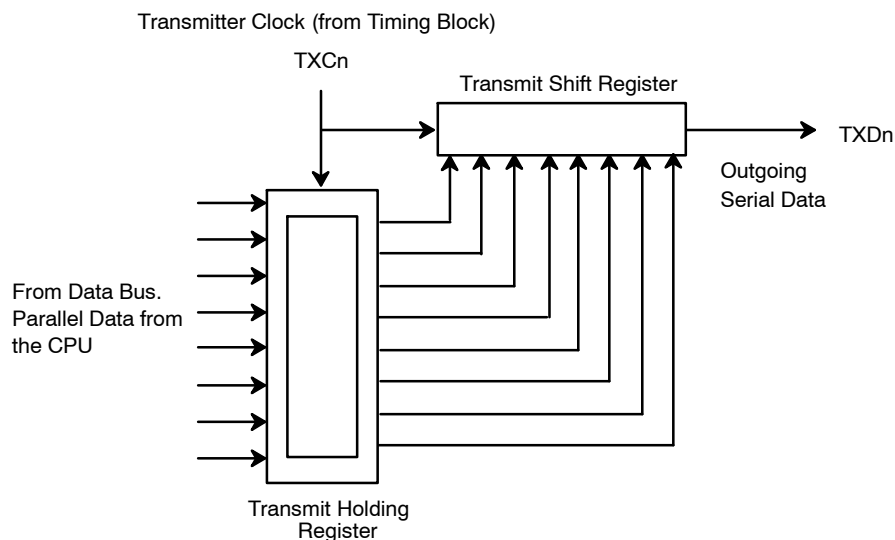 Transmitter Clock (from Timing Block)
TXCn
Transmit Shift Register
TXDn
Outgoing
Serial Data
From Data Bus.
Parallel Data from
the CPU
Transmit Holding
Register